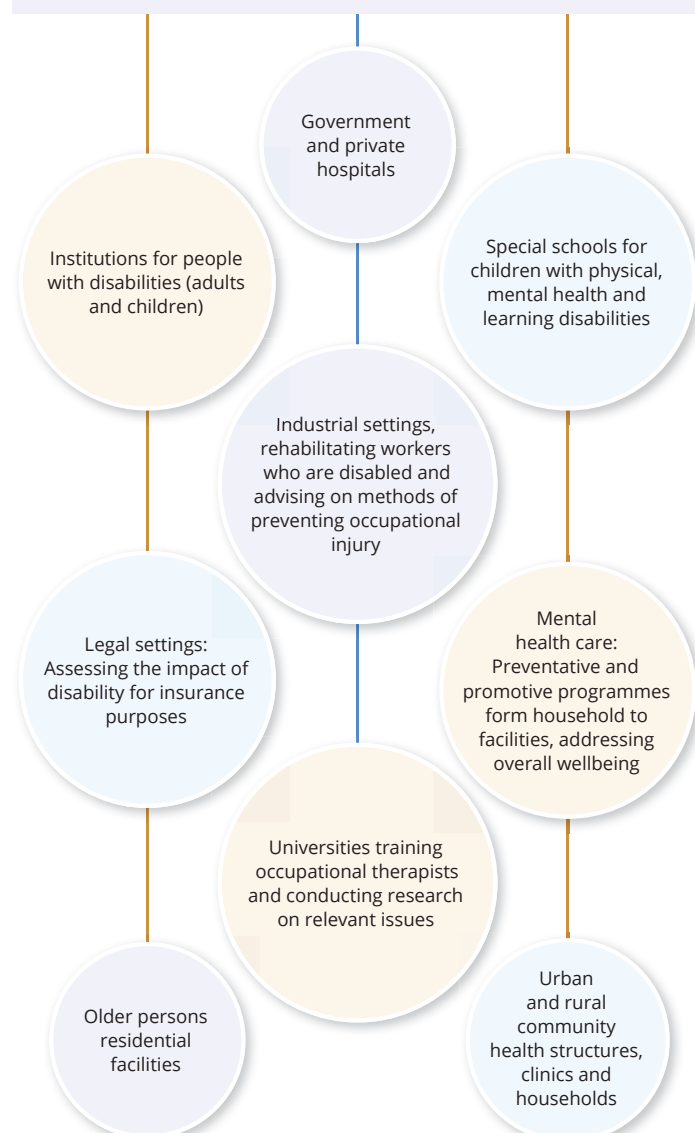 Government
and private
hospitals
Institutions for people
with disabilities (adults
and children)
Special schools for
children with physical,
mental health and
learning disabilities
Industrial settings,
rehabilitating workers
who are disabled and
advising on methods of
preventing occupational
injury
Legal settings:
Assessing the impact of
disability for insurance
purposes
Mental
health care:
Preventative and
promotive programmes
form household to
facilities, addressing
overall wellbeing
Universities training
occupational therapists
and conducting research
on relevant issues
Older persons
residential
facilities
Urban
and rural
community
health structures,
clinics and
households